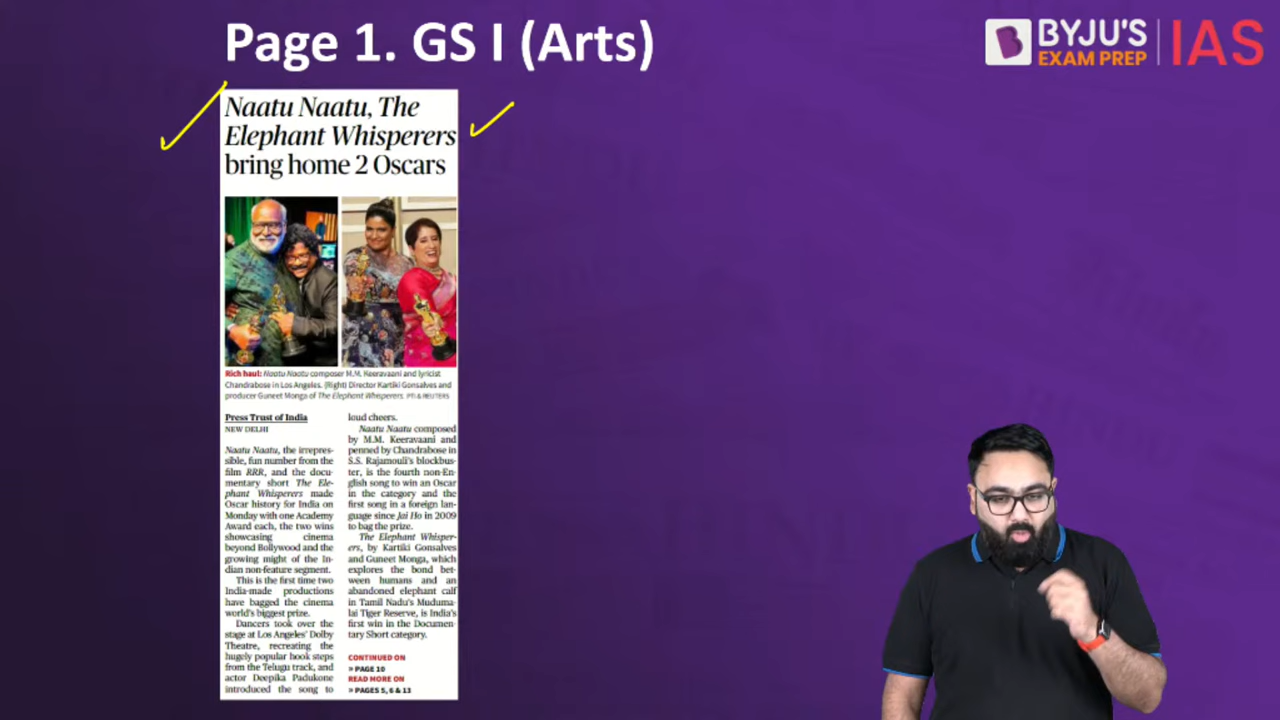 Page 1. GS I (Arts)
BYJU'S
EXAM PREP
IAS
Naatu Naatu, The
Elephant Whisperers
bring home 2 Oscars
Rich haul: Naatu Naatu composer M.M. Keeravaani and lyricist
Chandrabose in Los Angeles. (Right) Director Kartiki Gonsalves and
producer Guneet Monga of The Elephant Whisperers. PTI & REUTERS
Press Trust of India
NEW DELHI
Naatu Naatu, the irrepres-
sible, fun number from the
film RRR, and the docu-
mentary short The Ele-
phant Whisperers made
Oscar history for India on
Monday with one Academy
Award each, the two wins
showcasing cinema
beyond Bollywood and the
growing might of the In-
dian non-feature segment.
This is the first time two
India-made productions
have bagged the cinema
world's biggest prize.
Dancers took over the
stage at Los Angeles' Dolby
Theatre, recreating the
hugely popular hook steps
from the Telugu track, and
actor Deepika Padukone
introduced the song to
loud cheers.
Naatu Naatu composed
by M.M. Keeravaani and
penned by Chandrabose in
S.S. Rajamouli's blockbus-
ter, is the fourth non-En-
glish song to win an Oscar
in the category and the
first song in a foreign lan-
guage since Jai Ho in 2009
to bag the prize.
The Elephant Whisper-
ers, by Kartiki Gonsalves
and Guneet Monga, which
explores the bond bet-
ween humans and an
abandoned elephant calf
in Tamil Nadu's Muduma-
lai Tiger Reserve, is India's
first win in the Documen-
tary Short category.
CONTINUED ON
» PAGE 10
READ MORE ON
» PAGES 5, 6 & 13